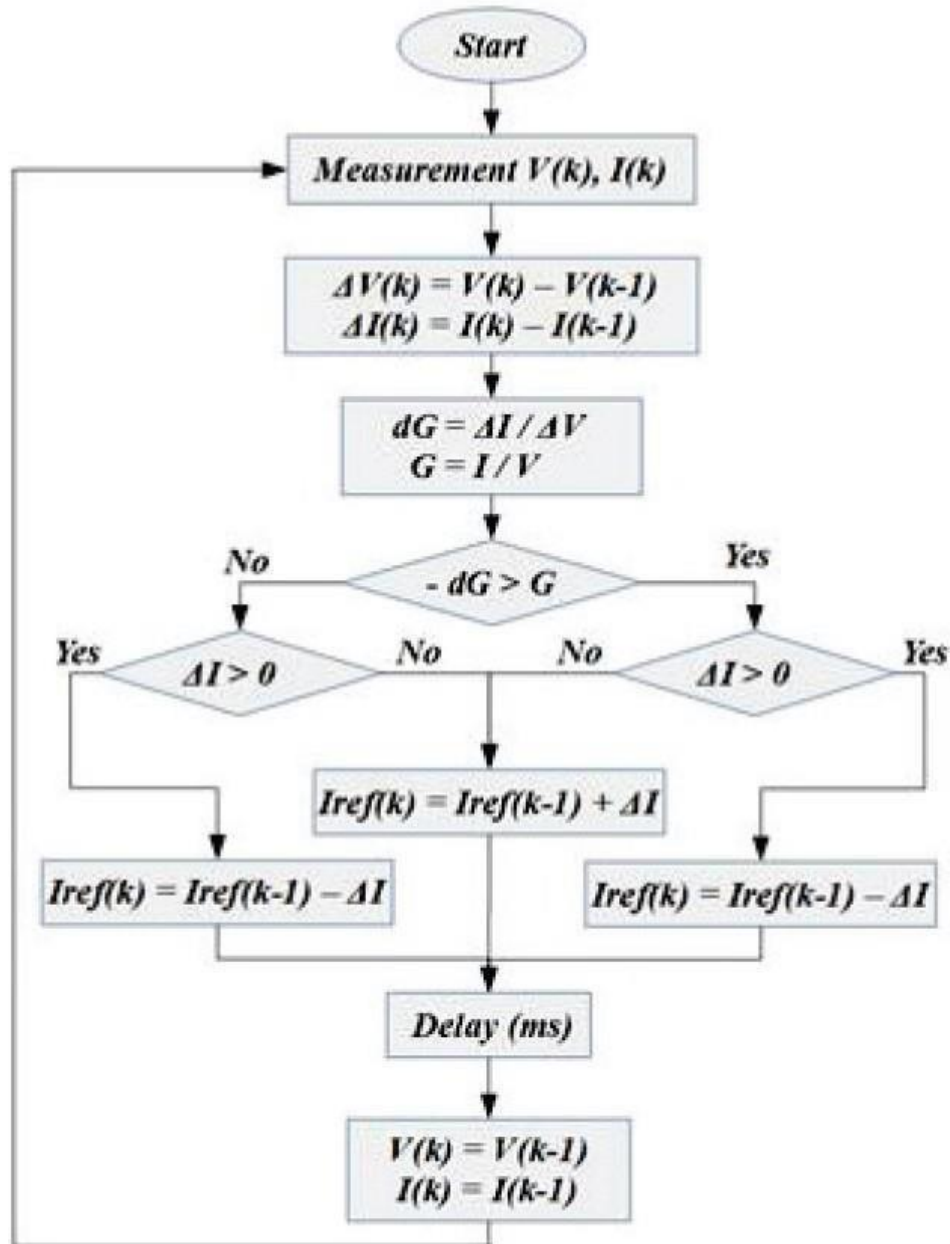 Start
Measurement V(k), I(k)
ΔV(k) = V(k) – V(k-1)
ΔI(k) = I(k) – I(k-1)
dG = ΔI / ΔV
G = I / V
No
- dG > G
Yes
Yes
ΔI > 0
No
No
ΔI > 0
Yes
Iref(k) = Iref(k-1) + ΔI
Iref(k) = Iref(k-1) – ΔI
Iref(k) = Iref(k-1) – ΔI
Delay (ms)
V(k) = V(k-1)
I(k) = I(k-1)